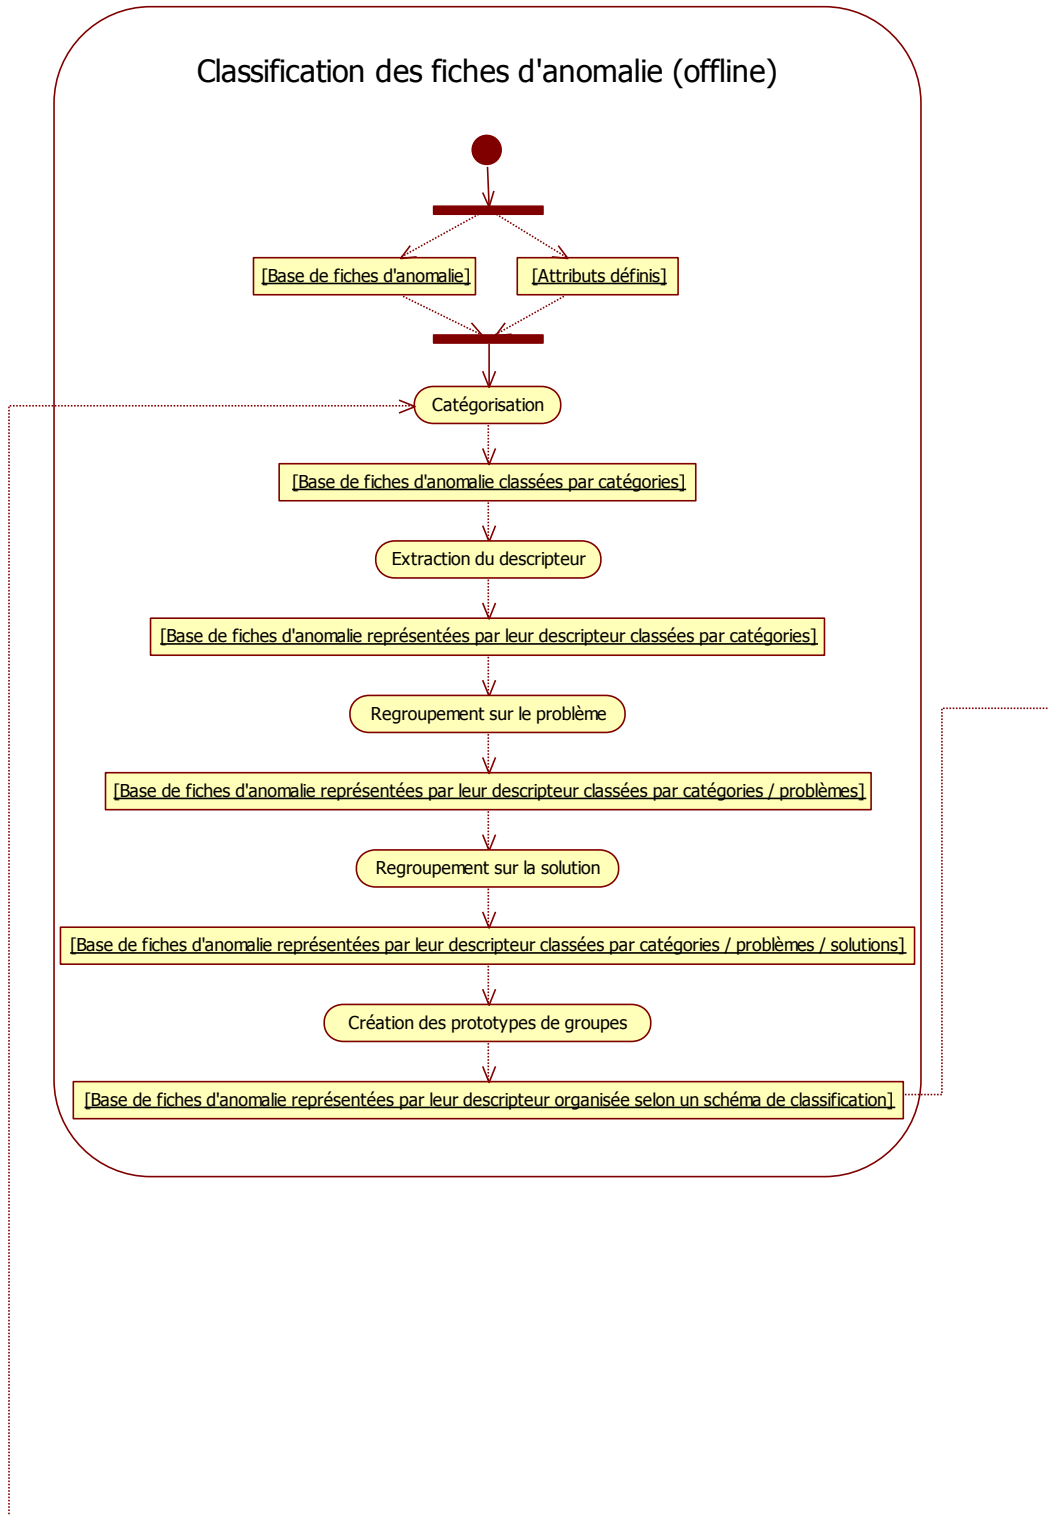 Classification des fiches d'anomalie (offline)
[Base de fiches d'anomalie]
[Attributs définis]
Catégorisation
[Base de fiches d'anomalie classées par catégories]
Extraction du descripteur
[Base de fiches d'anomalie représentées par leur descripteur classées par catégories]
Regroupement sur le problème
[Base de fiches d'anomalie représentées par leur descripteur classées par catégories / problèmes]
Regroupement sur la solution
[Base de fiches d'anomalie représentées par leur descripteur classées par catégories / problèmes / solutions]
Création des prototypes de groupes
[Base de fiches d'anomalie représentées par leur descripteur organisée selon un schéma de classification]